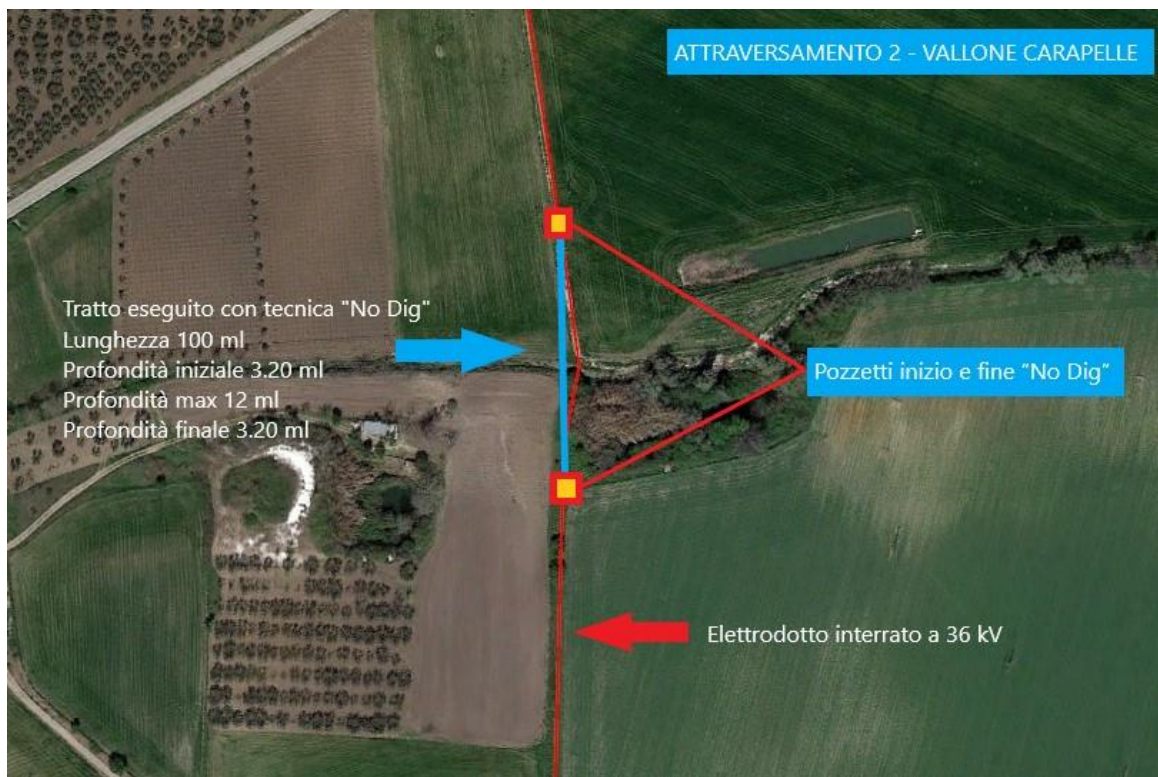 ATTRAVERSAMENTO 2 - VALLONE CARAPELLE
Tratto eseguito con tecnica "No Dig"
Lunghezza 100 ml
Profondità iniziale 3.20 ml
Profondità max 12 ml
Profondità finale 3.20 ml
Pozzetti inizio e fine "No Dig"
Elettrodotto interrato a 36 kV